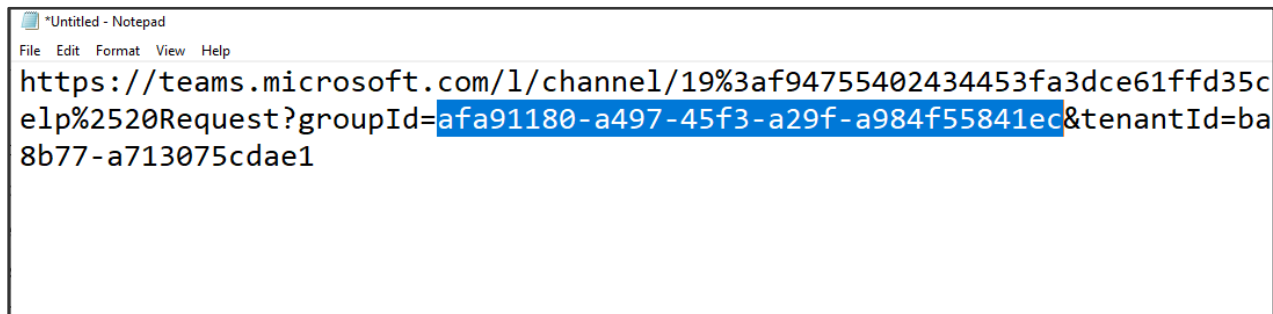 *Untitled - Notepad
File Edit Format View Help
https://teams.microsoft.com/l/channel/19%3af94755402434453fa3dce61ffd35c
elp%2520Request?groupId=afa91180-a497-45f3-a29f-a984f55841ec&tenantId=ba
8b77-a713075cdae1